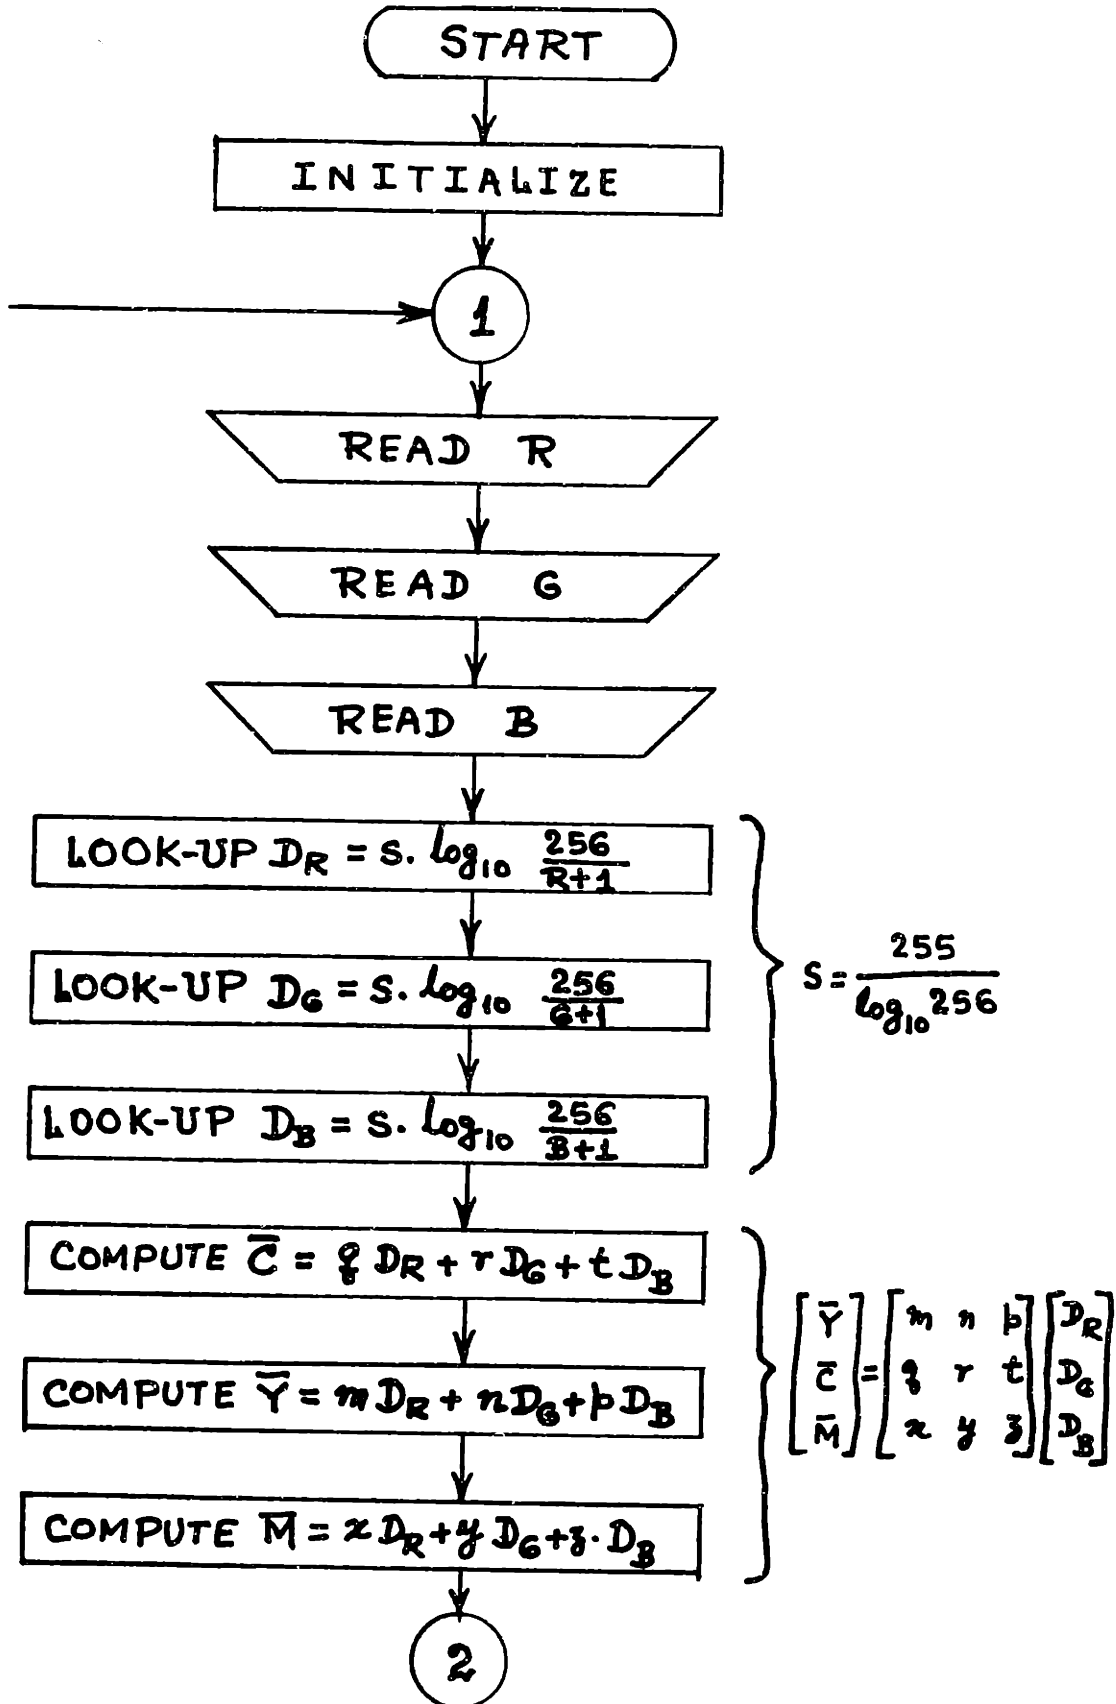 START
INITIALIZE
1
READ R
READ G
READ B
LOOK-UP D_R = S. log_10 256/(R+1)
LOOK-UP D_G = S. log_10 256/(G+1)
LOOK-UP D_B = S. log_10 256/(B+1)
S = 255/(log_10 256)
COMPUTE C̅ = q D_R + r D_G + t D_B
COMPUTE Y̅ = m D_R + n D_G + p D_B
COMPUTE M̅ = x D_R + y D_G + z. D_B
[Y̅] = [m n p] [D_R]
[C̅] = [q r t] [D_G]
[M̅] = [x y z] [D_B]
2